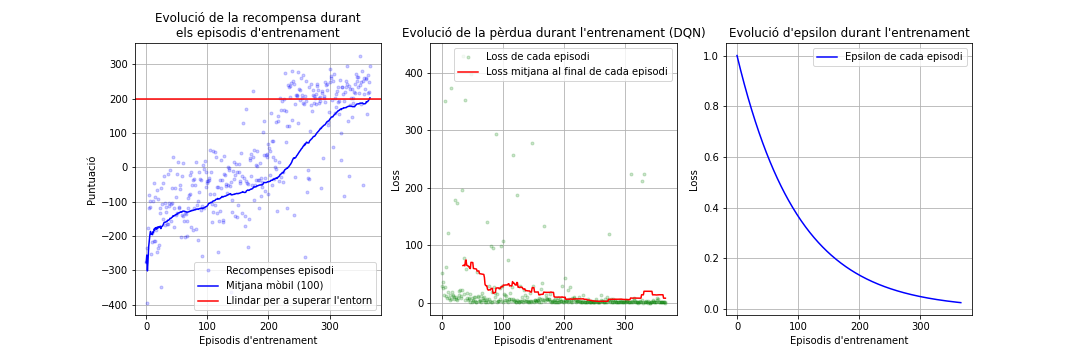 Evolució de la recompensa durant
els episodis d'entrenament
300
200
100
0
−100
−200
−300
−400
Puntuació
Recompenses episodi
Mitjana mòbil (100)
Llindar per a superar l'entorn
0
100
200
300
Episodis d'entrenament
Evolució de la pèrdua durant l'entrenament (DQN)
Loss de cada episodi
Loss mitjana al final de cada episodi
400
300
200
100
0
Loss
0
100
200
300
Episodis d'entrenament
Evolució d'epsilon durant l'entrenament
Epsilon de cada episodi
1.0
0.8
0.6
0.4
0.2
0.0
Loss
0
100
200
300
Episodis d'entrenament